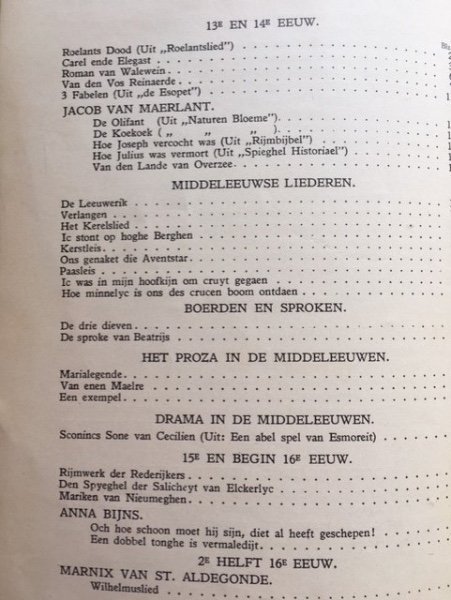 13E EN 14E EEUW.
Roelants Dood (Uit „Roelantslied")
Carel ende Elegast
Roman van Walewein
Van den Vos Reinaerde
3 Fabelen (Uit „de Esopet")
JACOB VAN MAERLANT.
De Olifant (Uit „Naturen Bloeme")
De Koekoek ( „ „ „ )
Hoe Joseph vercocht was (Uit „Rijmbijbel")
Hoe Julius was vermort (Uit „Spieghel Historiael")
Van den Lande van Overzee
MIDDELEEUWSE LIEDEREN.
De Leeuwerik
Verlangen
Het Kerelslied
Ic stont op hoghe Berghen
Kerstleis
Ons genaket die Aventstar
Paasleis
Ic was in mijn hoofkijn om cruyt gegaen
Hoe minnelyc is ons des crucen boom ontdaen
BOERDEN EN SPROKEN.
De drie dieven
De sproke van Beatrijs
HET PROZA IN DE MIDDELEEUWEN.
Marialegende
Van enen Maelre
Een exempel
DRAMA IN DE MIDDELEEUWEN.
Sconincs Sone van Cecilien (Uit: Een abel spel van Esmoreit)
15E EN BEGIN 16E EEUW.
Rijmwerk der Rederijkers
Den Spyeghel der Salicheyt van Elckerlyc
Mariken van Nieumeghen
ANNA BIJNS.
Och hoe schoon moet hij sijn, diet al heeft geschepen!
Een dobbel tonghe is vermaledijt
2E HELFT 16E EEUW.
MARNIX VAN ST. ALDEGONDE.
Wilhelmuslied